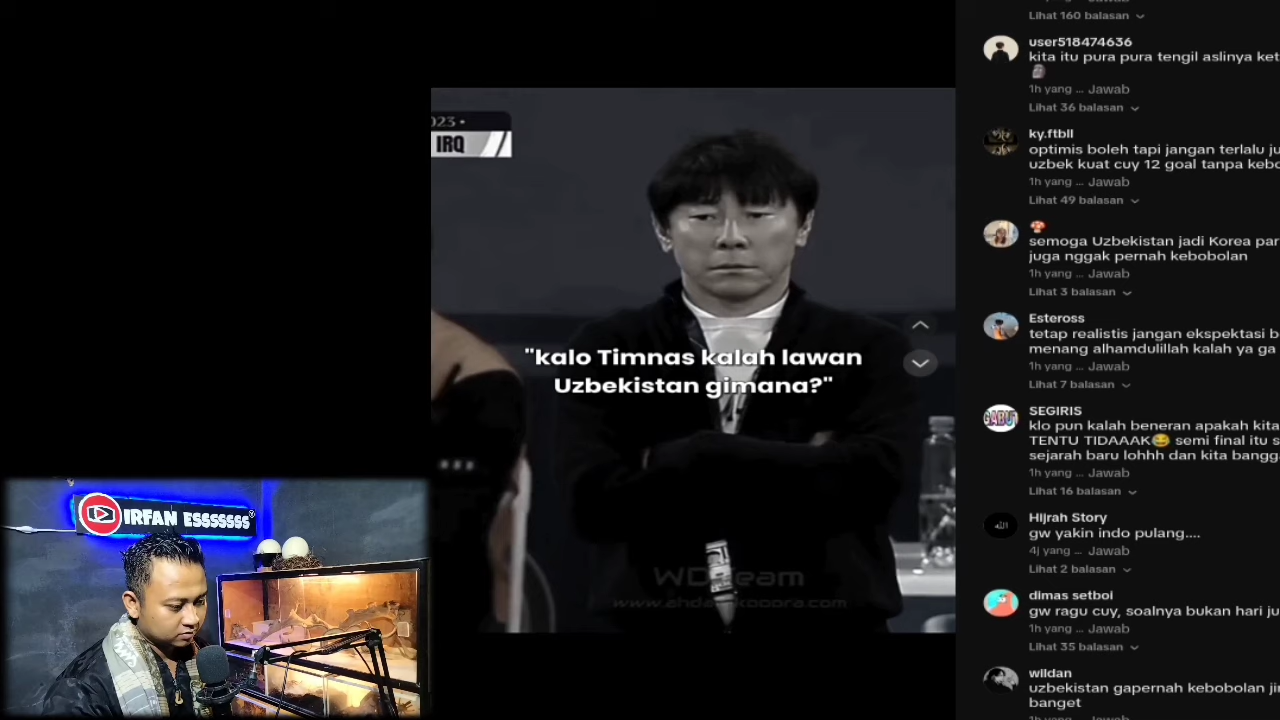 Lihat 160 balasan
user518474636
kita itu pura pura tengil aslinya ket
1h yang ... Jawab
Lihat 36 balasan
ky.ftbll
optimis boleh tapi jangan terlalu ju
uzbek kuat cuy 12 goal tanpa kebo
1h yang ... Jawab
Lihat 49 balasan
semoga Uzbekistan jadi Korea par
juga nggak pernah kebobolan
1h yang ... Jawab
Lihat 3 balasan
Esteross
tetap realistis jangan ekspektasi b
menang alhamdulillah kalah ya ga
1h yang ... Jawab
Lihat 7 balasan
SEGIRIS
klo pun kalah beneran apakah kita
TENTU TIDAAAK😂 semi final itu s
sejarah baru lohhh dan kita bangga
1h yang ... Jawab
Lihat 16 balasan
Hijrah Story
gw yakin indo pulang....
4j yang ... Jawab
Lihat 2 balasan
dimas setboi
gw ragu cuy, soalnya bukan hari ju
1h yang ... Jawab
Lihat 35 balasan
wildan
uzbekistan gapernah kebobolan jir
banget
023 •
IRQ
"kalo Timnas kalah lawan
Uzbekistan gimana?"
IRFAN ESSSSSSS
GABUT